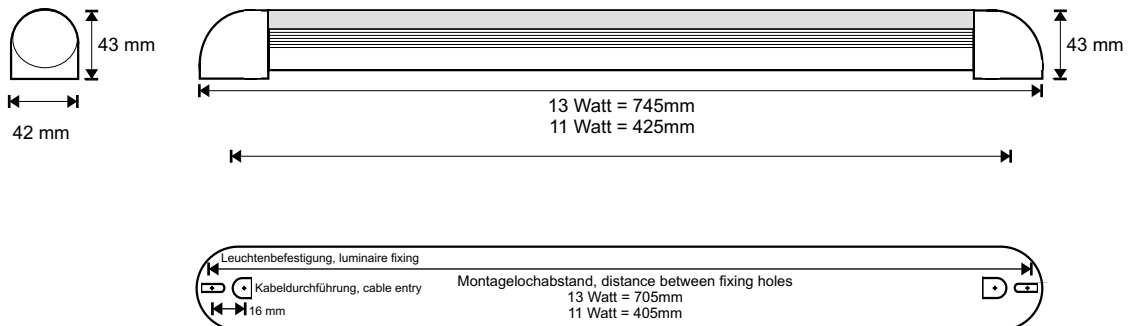 43 mm
43 mm
42 mm
13 Watt = 745mm
11 Watt = 425mm
Leuchtenbefestigung, luminaire fixing
Kabeldurchführung, cable entry
Montagelochabstand, distance between fixing holes
13 Watt = 705mm
11 Watt = 405mm
16 mm